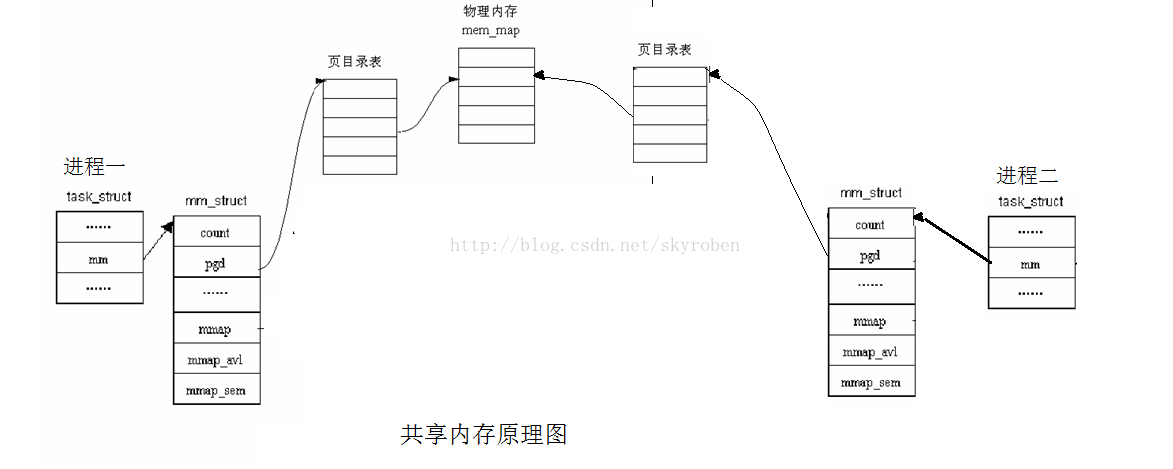 物理内存
mem_map
页目录表
页目录表
进程一
task_struct
······
mm
······
mm_struct
count
pgd
······
mmap
mmap_avl
mmap_sem
http://blog.csdn.net/skyroben
mm_struct
count
pgd
······
mmap
mmap_avl
mmap_sem
进程二
task_struct
······
mm
······
共享内存原理图